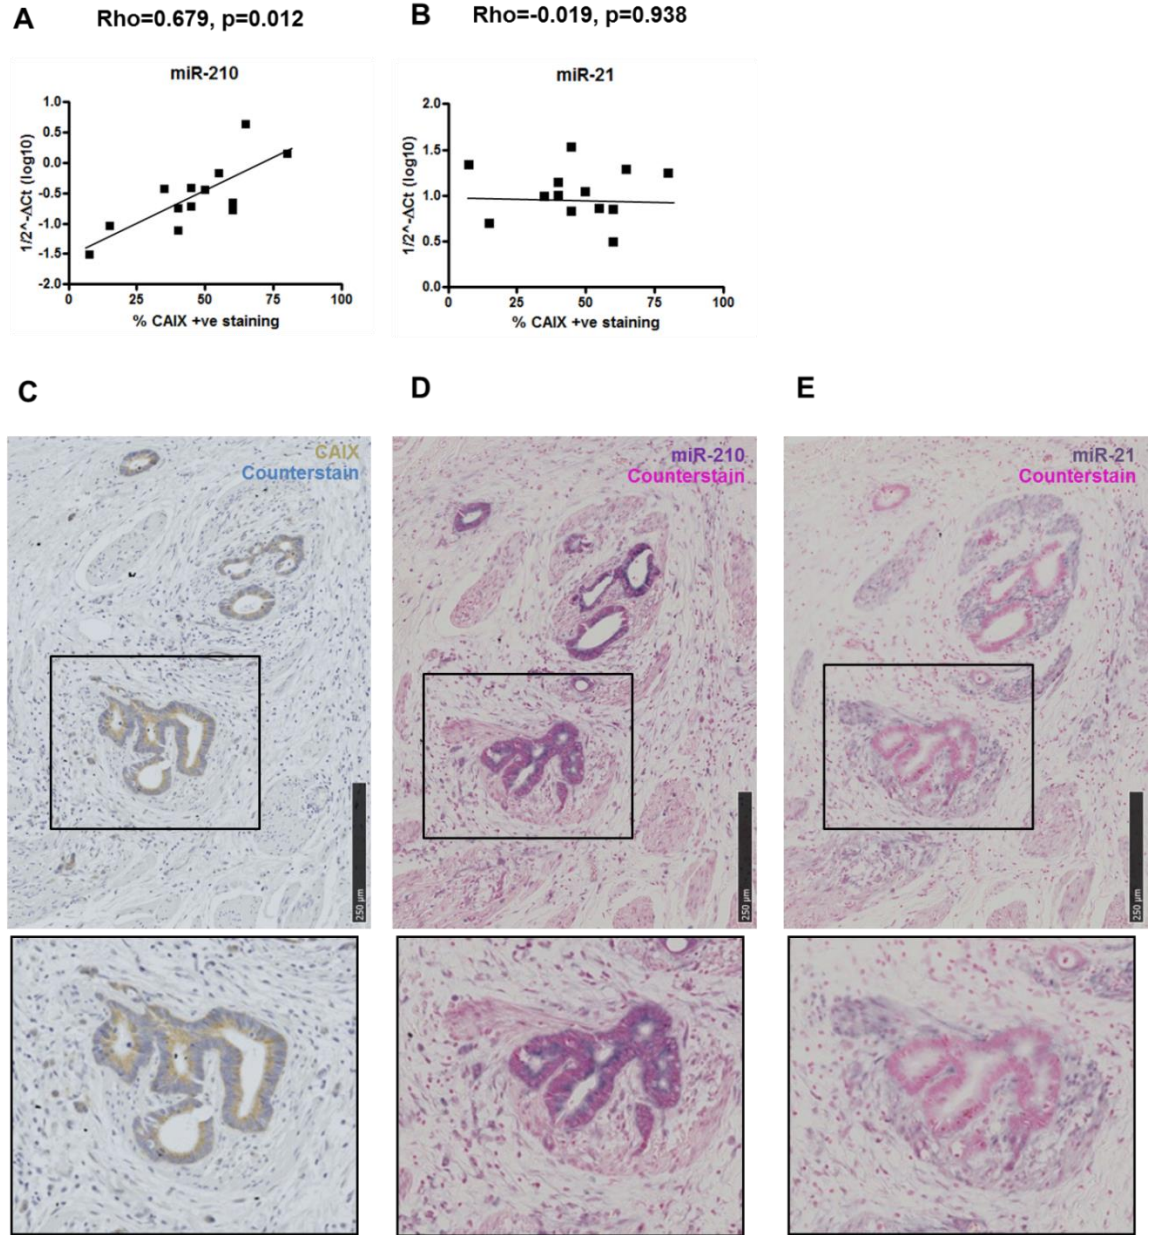 A
Rho=0.679, p=0.012
B
Rho=-0.019, p=0.938
miR-210
1.0
0.5
0.0
-0.5
-1.0
-1.5
-2.0
1/2^-ΔCt (log10)
0
25
50
75
100
% CAIX +ve staining
miR-21
2.0
1.5
1.0
0.5
0.0
1/2^-ΔCt (log10)
0
25
50
75
100
% CAIX +ve staining
C
D
E
CAIX
Counterstain
250 µm
miR-210
Counterstain
250 µm
miR-21
Counterstain
250 µm